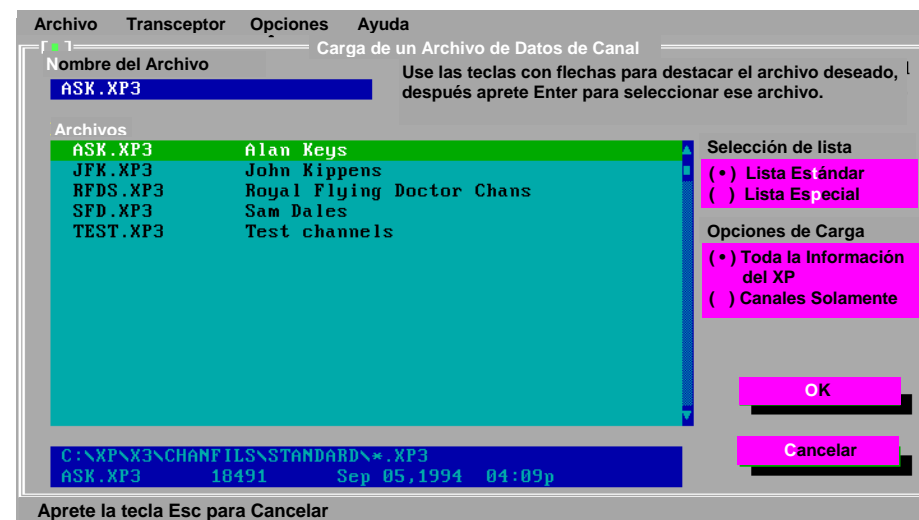 Archivo Transceptor Opciones Ayuda
Carga de un Archivo de Datos de Canal
Nombre del Archivo
ASK.XP3
Use las teclas con flechas para destacar el archivo deseado,
después aprete Enter para seleccionar ese archivo.
Archivos
ASK.XP3 Alan Keys
JFK.XP3 John Kippens
RFDS.XP3 Royal Flying Doctor Chans
SFD.XP3 Sam Dales
TEST.XP3 Test channels
Selección de lista
(•) Lista Estándar
( ) Lista Especial
Opciones de Carga
(•) Toda la Información
del XP
( ) Canales Solamente
OK
Cancelar
C:\XP\X3\CHANFILS\STANDARD\*.XP3
ASK.XP3 18491 Sep 05,1994 04:09p
Aprete la tecla Esc para Cancelar